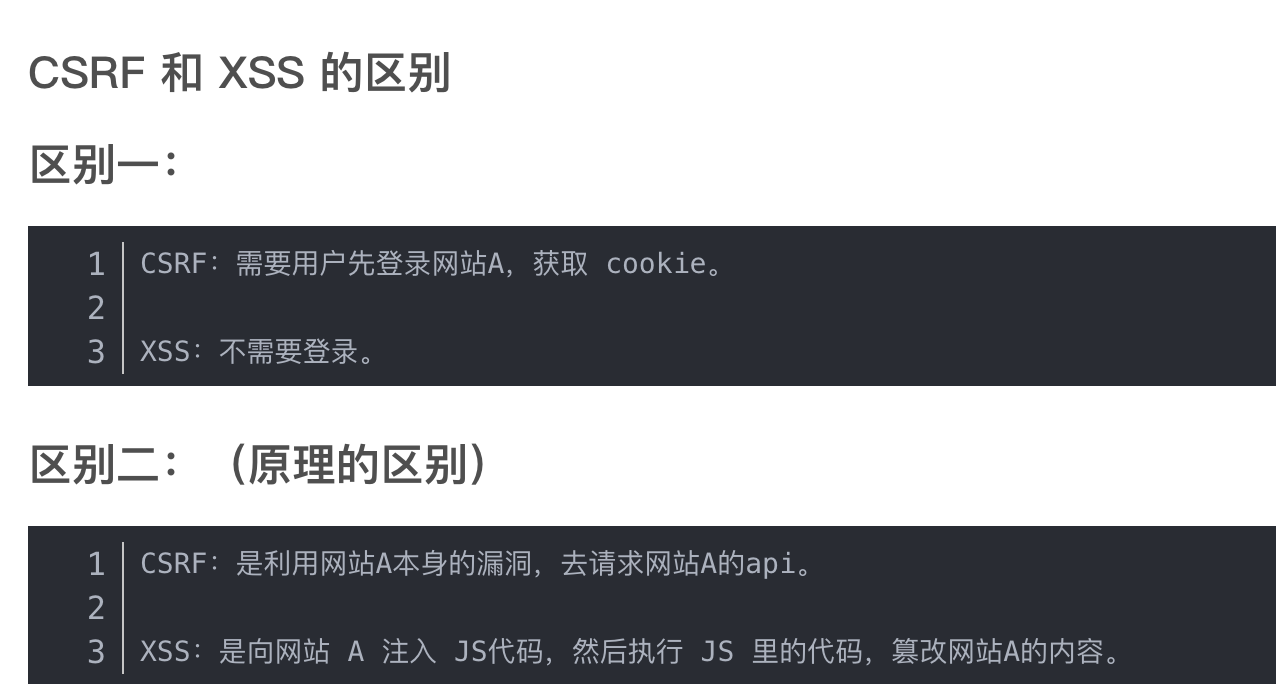 CSRF 和 XSS 的区别
区别一：
1 CSRF：需要用户先登录网站A，获取 cookie。
2
3 XSS：不需要登录。
区别二：（原理的区别）
1 CSRF：是利用网站A本身的漏洞，去请求网站A的api。
2
3 XSS：是向网站 A 注入 JS代码，然后执行 JS 里的代码，篡改网站A的内容。